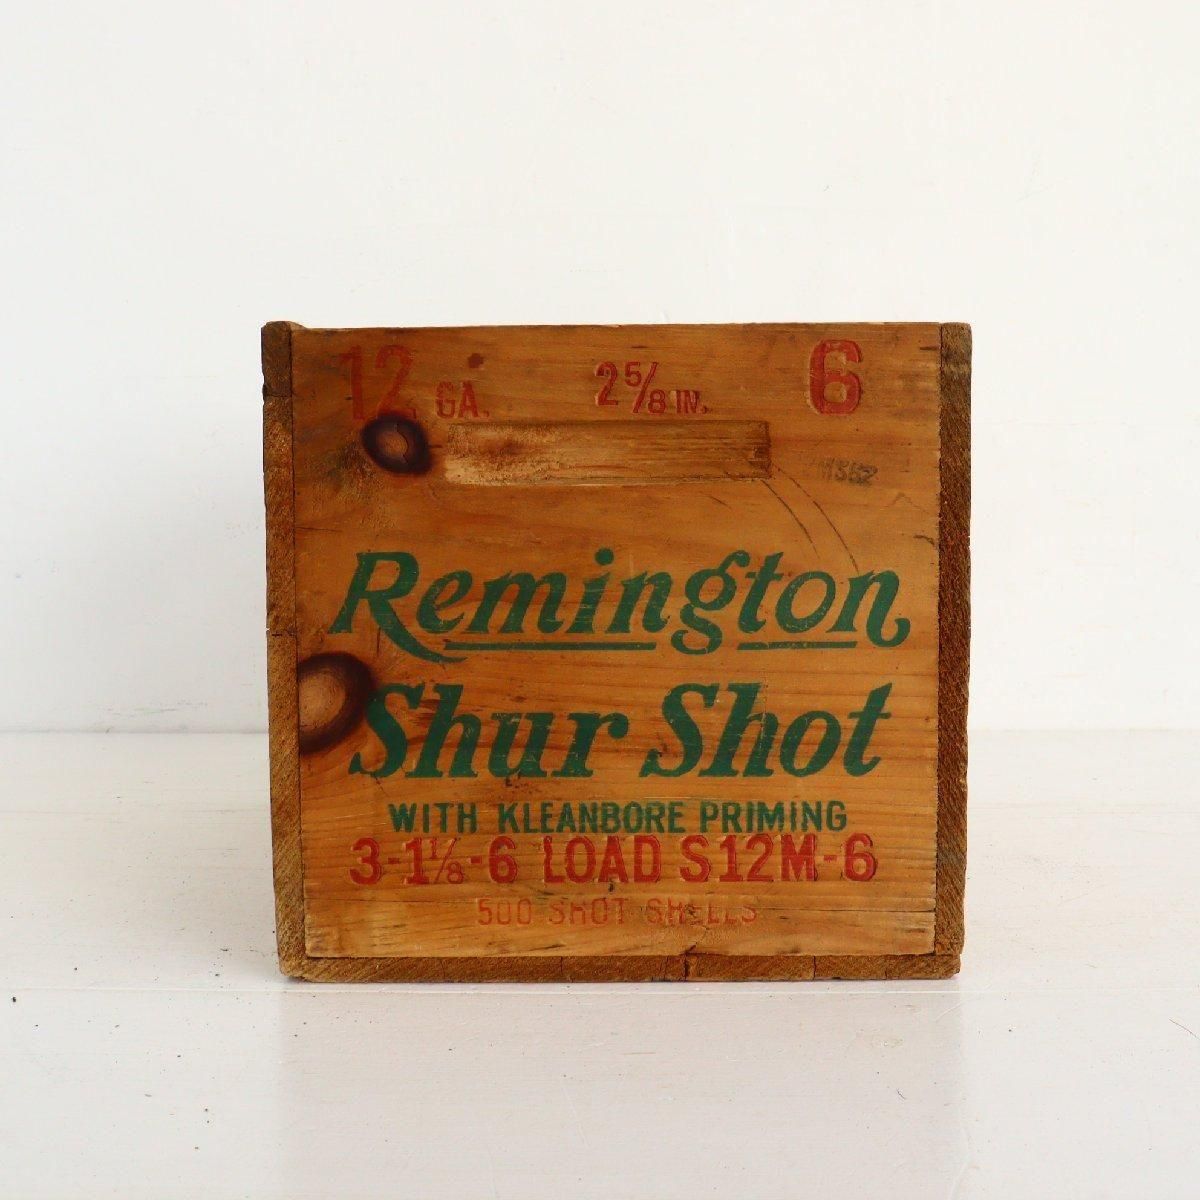 12 GA. 2 5/8 IN. 6
Remington
Shur Shot
WITH KLEANBORE PRIMING
3-1 1/8-6 LOAD S12M-6
500 SHOT SHELLS